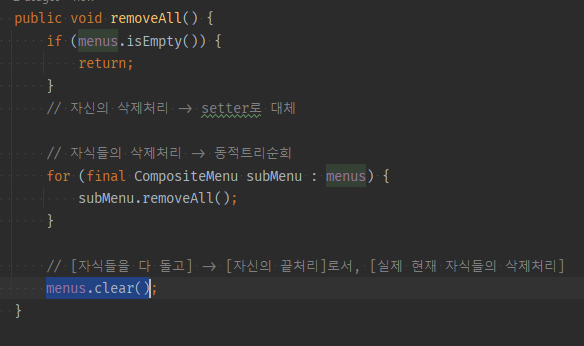 public void removeAll() {
if (menus.isEmpty()) {
return;
}
// 자신의 삭제처리 -> setter로 대체
// 자식들의 삭제처리 -> 동적트리순회
for (final CompositeMenu subMenu : menus) {
subMenu.removeAll();
}
// [자식들을 다 돌고] -> [자신의 끝처리]로서, [실제 현재 자식들의 삭제처리]
menus.clear();
}